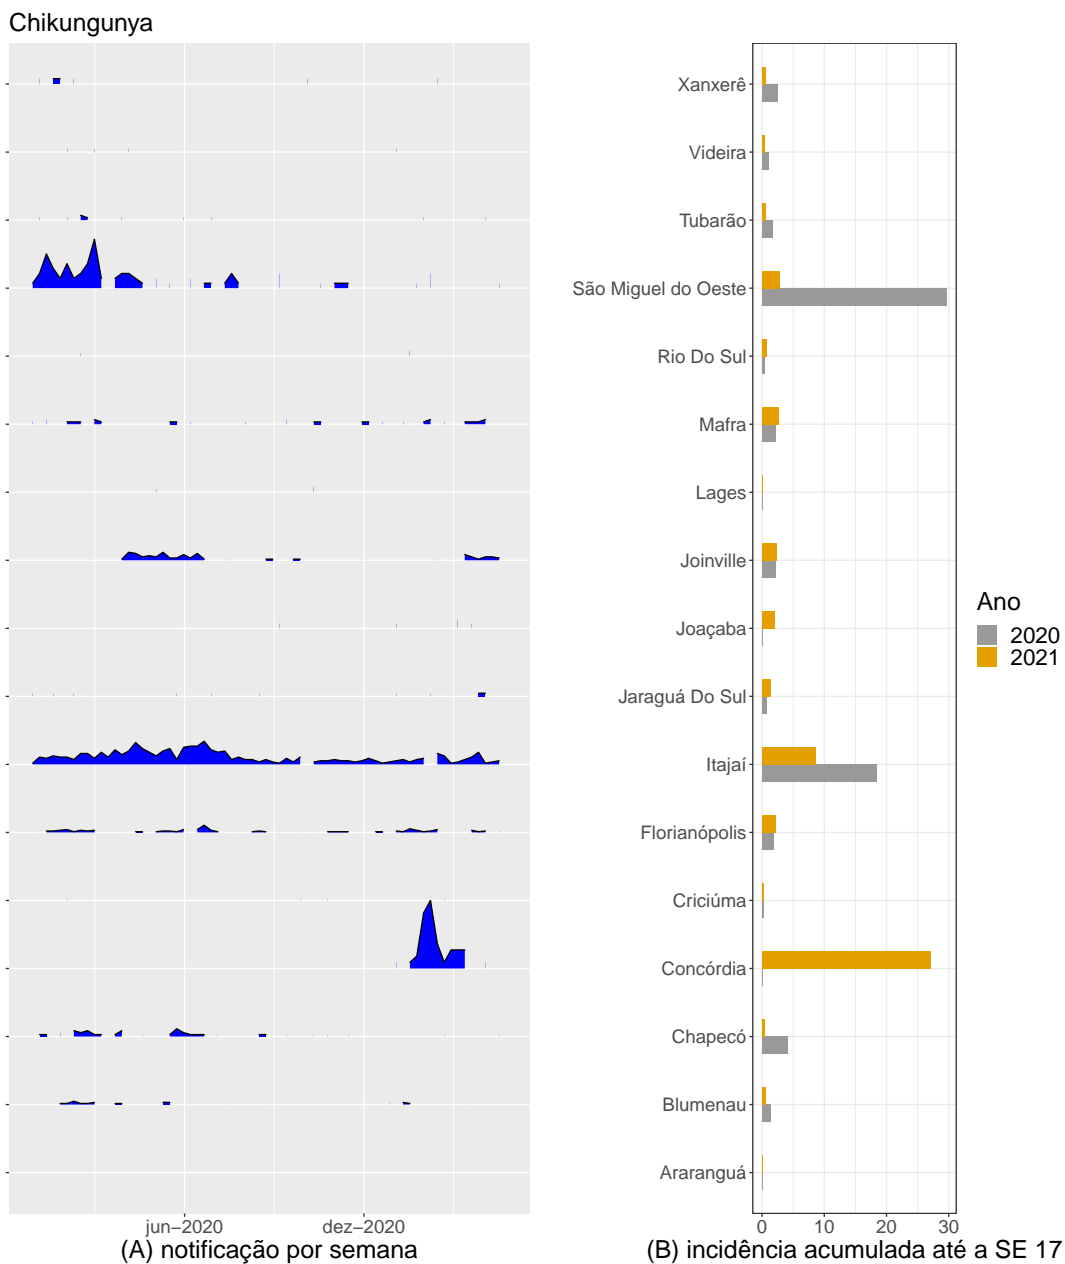 Chikungunya
Xanxerê
Videira
Tubarão
São Miguel do Oeste
Rio Do Sul
Mafra
Lages
Joinville
Joaçaba
Jaraguá Do Sul
Itajaí
Florianópolis
Criciúma
Concórdia
Chapecó
Blumenau
Araranguá
Ano
2020
2021
jun−2020 dez−2020
0 10 20 30
(A) notificação por semana
(B) incidência acumulada até a SE 17